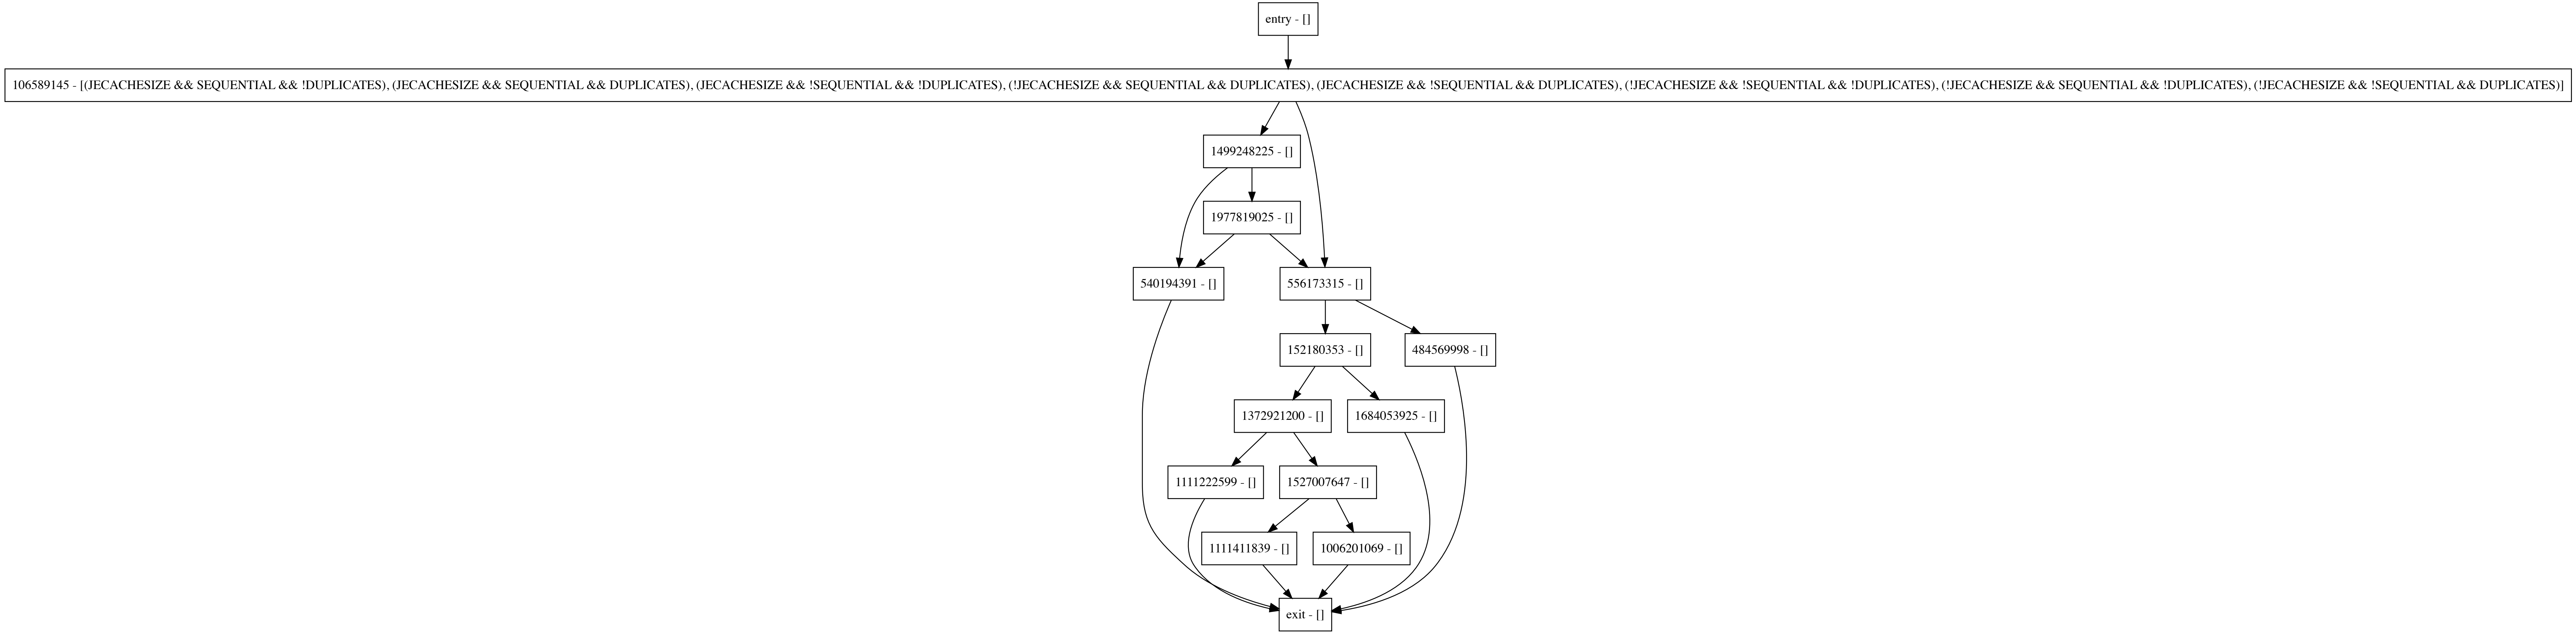 entry - []
106589145 - [(JECACHESIZE && SEQUENTIAL && !DUPLICATES), (JECACHESIZE && SEQUENTIAL && DUPLICATES), (JECACHESIZE && !SEQUENTIAL && !DUPLICATES), (!JECACHESIZE && SEQUENTIAL && DUPLICATES), (JECACHESIZE && !SEQUENTIAL && DUPLICATES), (!JECACHESIZE && !SEQUENTIAL && !DUPLICATES), (!JECACHESIZE && SEQUENTIAL && !DUPLICATES), (!JECACHESIZE && !SEQUENTIAL && DUPLICATES)]
1499248225 - []
1977819025 - []
540194391 - []
556173315 - []
152180353 - []
484569998 - []
1372921200 - []
1684053925 - []
1111222599 - []
1527007647 - []
1111411839 - []
1006201069 - []
exit - []